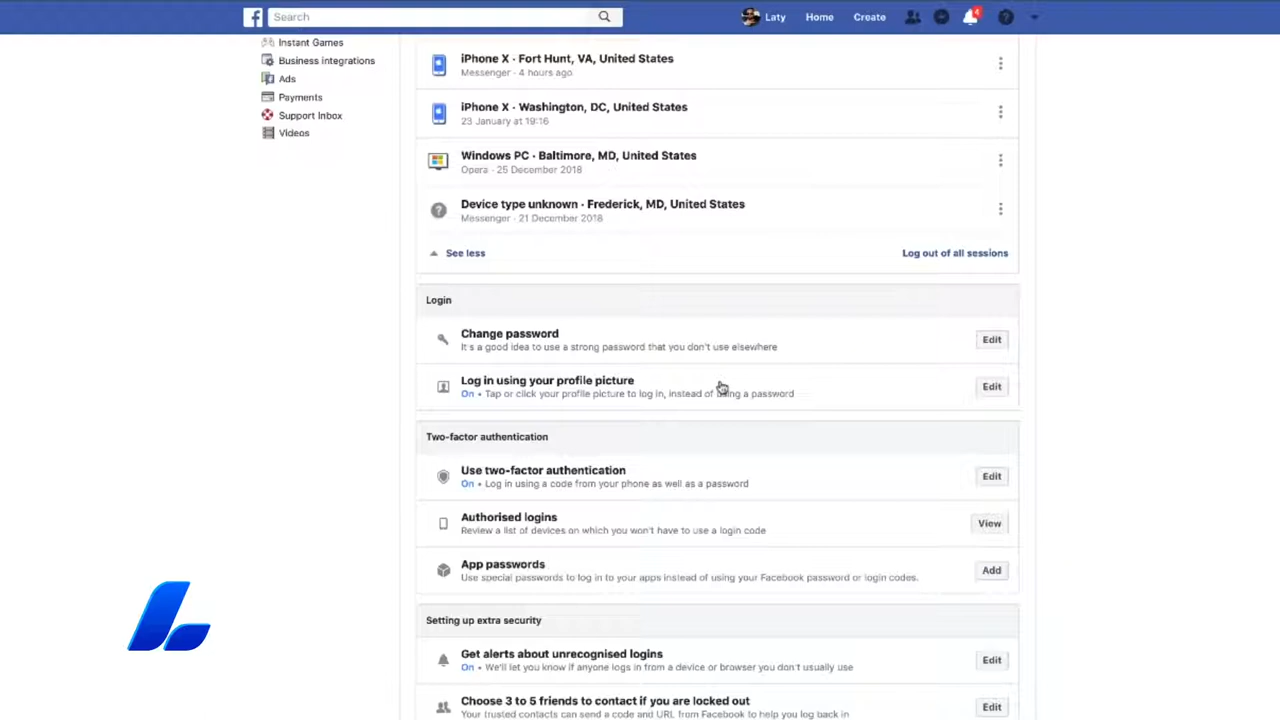 Search
Laty
Home
Create
4
Instant Games
Business integrations
Ads
Payments
Support Inbox
Videos
iPhone X · Fort Hunt, VA, United States
Messenger · 4 hours ago
iPhone X · Washington, DC, United States
23 January at 19:16
Windows PC · Baltimore, MD, United States
Opera · 25 December 2018
Device type unknown · Frederick, MD, United States
Messenger · 21 December 2018
See less
Log out of all sessions
Login
Change password
It's a good idea to use a strong password that you don't use elsewhere
Edit
Log in using your profile picture
On • Tap or click your profile picture to log in, instead of using a password
Edit
Two-factor authentication
Use two-factor authentication
On • Log in using a code from your phone as well as a password
Edit
Authorised logins
Review a list of devices on which you won't have to use a login code
View
App passwords
Use special passwords to log in to your apps instead of using your Facebook password or login codes.
Add
Setting up extra security
Get alerts about unrecognised logins
On • We'll let you know if anyone logs in from a device or browser you don't usually use
Edit
Choose 3 to 5 friends to contact if you are locked out
Your trusted contacts can send a code and URL from Facebook to help you log back in
Edit